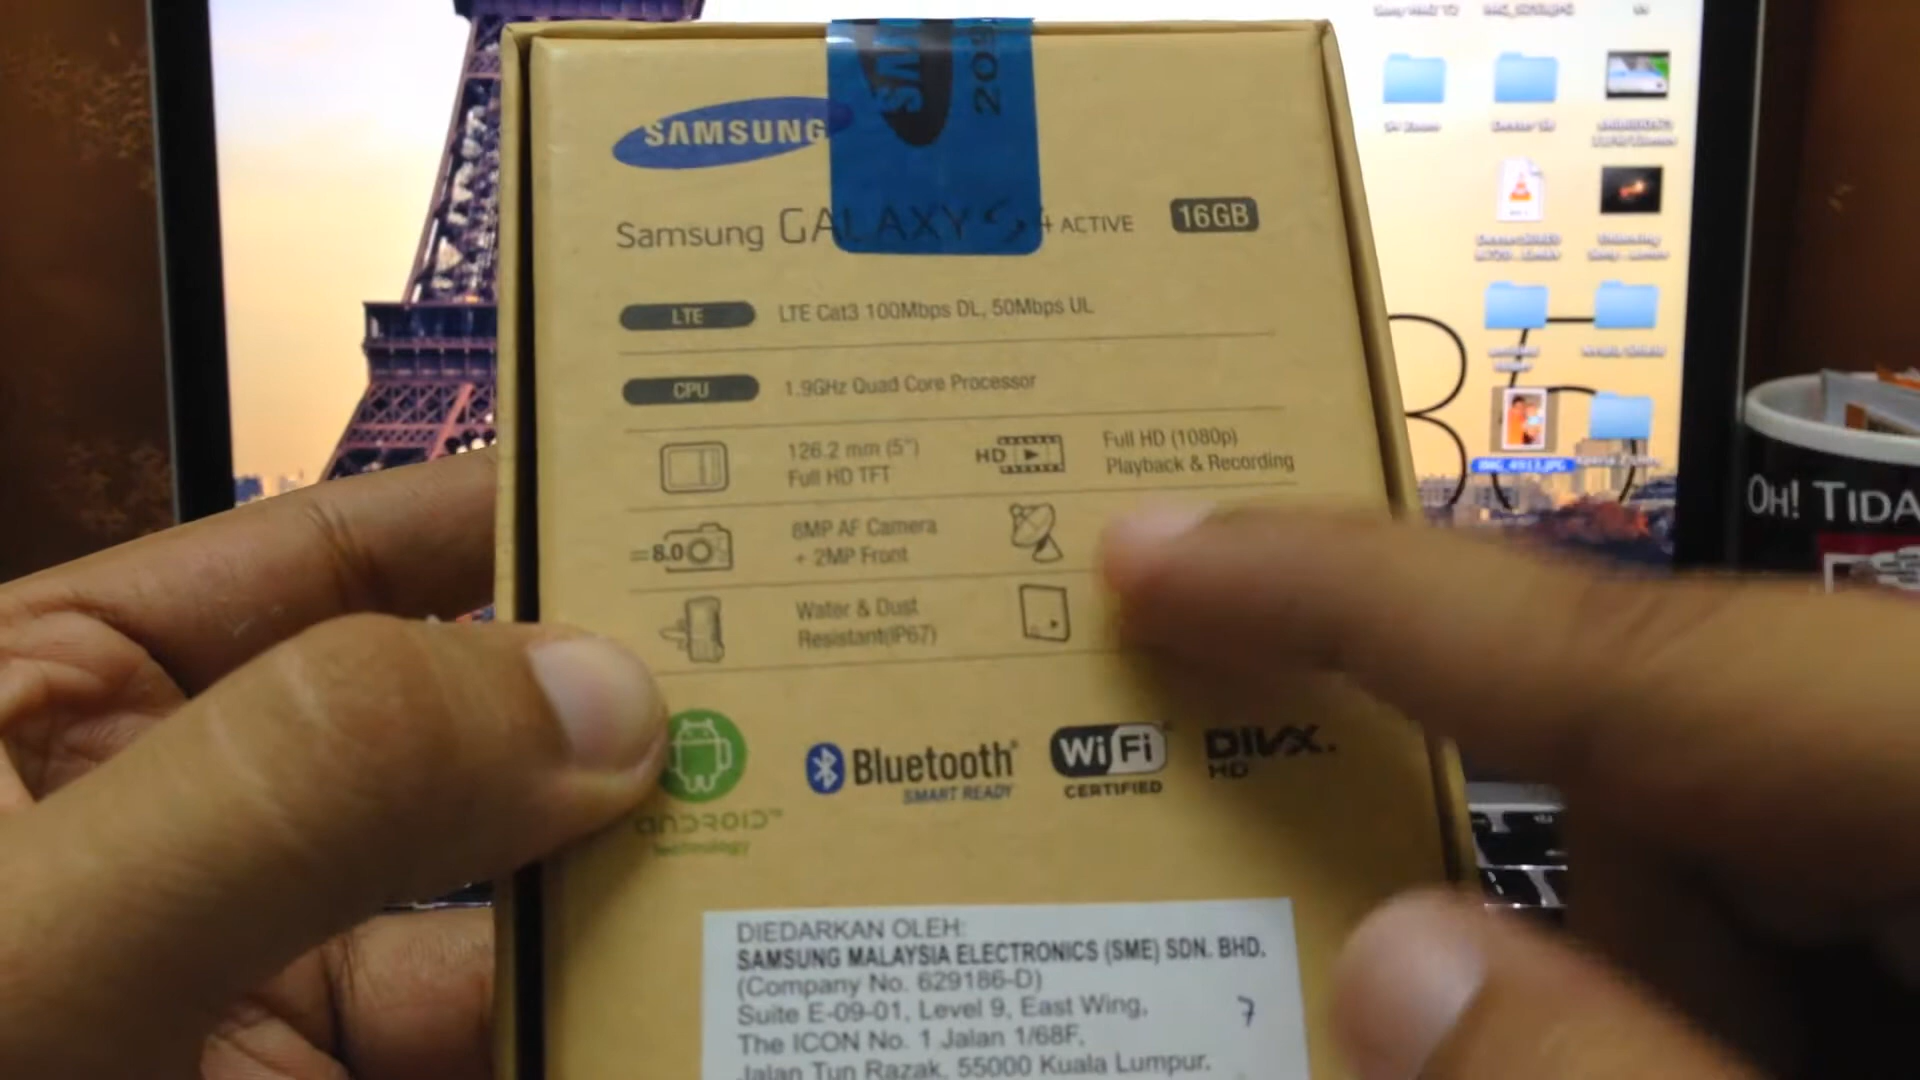 SAMSUNG
SA
Samsung GALAXY S4 ACTIVE 16GB
LTE LTE Cat3 100Mbps DL, 50Mbps UL
CPU 1.9GHz Quad Core Processor
126.2 mm (5")
Full HD TFT
HD
Full HD (1080p)
Playback & Recording
8.0
8MP AF Camera
+ 2MP Front
Water & Dust
Resistant(IP67)
ANDROID™
technology
Bluetooth®
SMART READY
WiFi
CERTIFIED
DIVX.
HD
DIEDARKAN OLEH:
SAMSUNG MALAYSIA ELECTRONICS (SME) SDN. BHD.
(Company No. 629186-D)
Suite E-09-01, Level 9, East Wing,
The ICON No. 1 Jalan 1/68F,
Jalan Tun Razak, 55000 Kuala Lumpur.
7
OH! TIDA